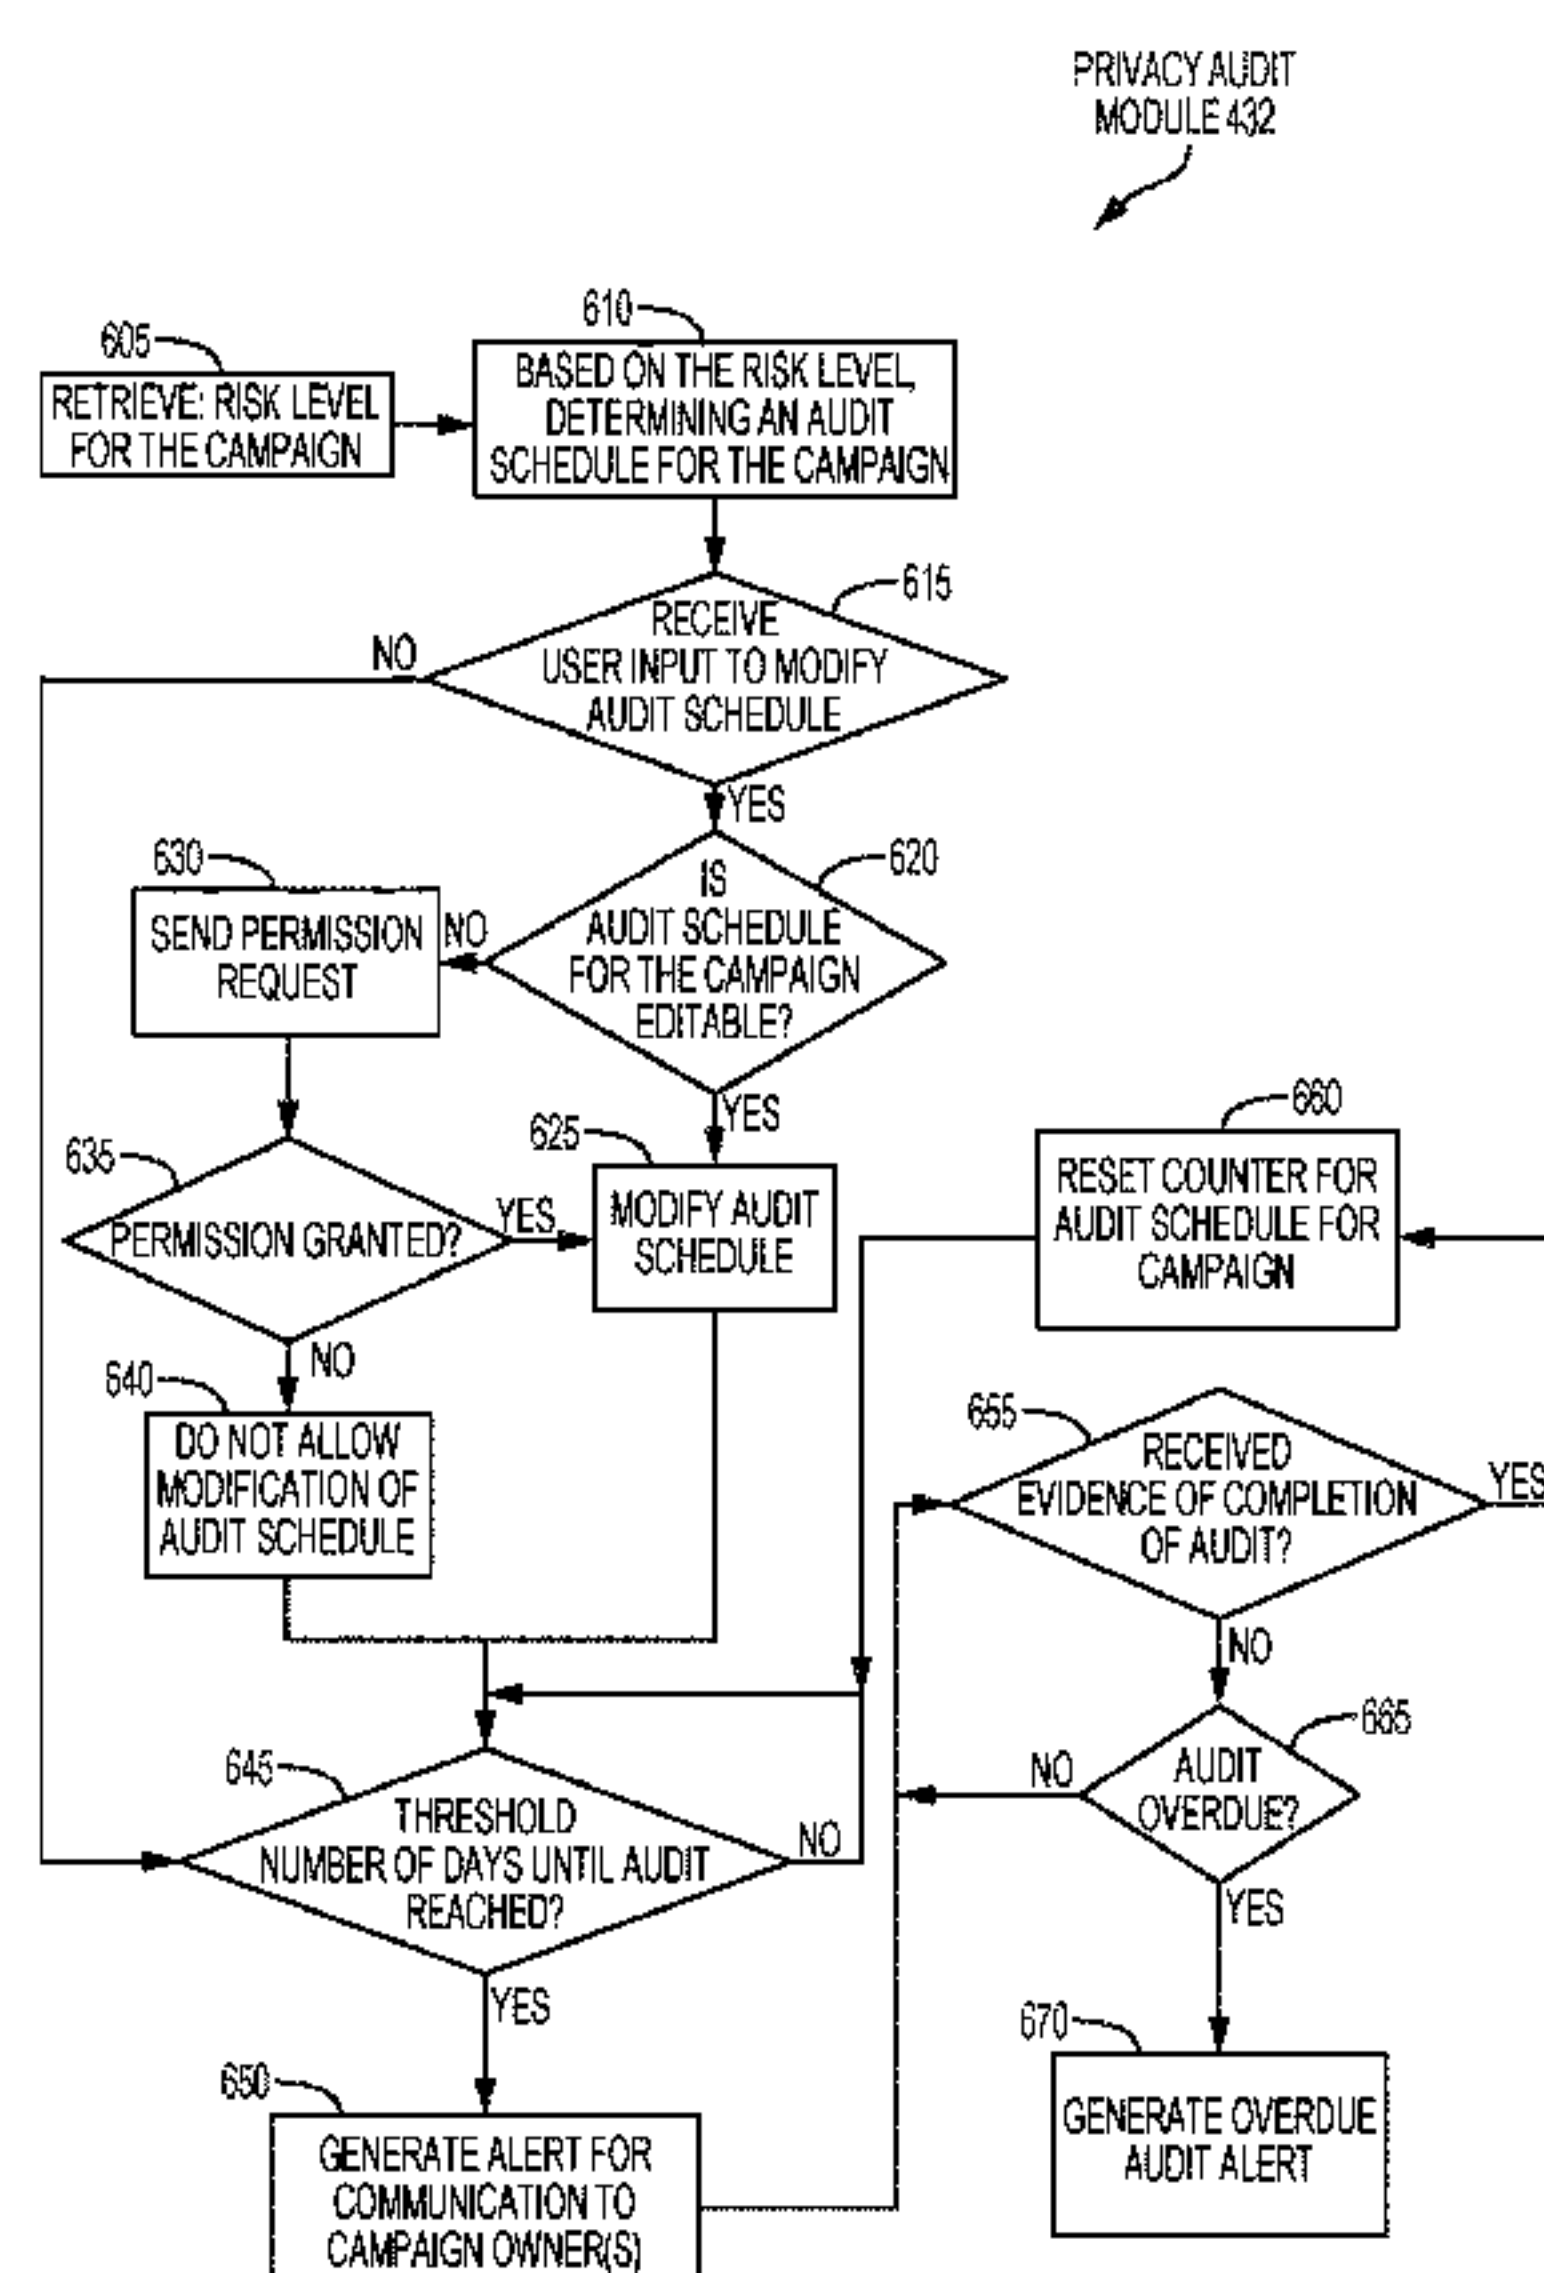 PRIVACY AUDIT
MODULE 432
605
RETRIEVE: RISK LEVEL
FOR THE CAMPAIGN
610
BASED ON THE RISK LEVEL,
DETERMINING AN AUDIT
SCHEDULE FOR THE CAMPAIGN
615
RECEIVE
USER INPUT TO MODIFY
AUDIT SCHEDULE
NO
YES
620
IS
AUDIT SCHEDULE
FOR THE CAMPAIGN
EDITABLE?
NO
YES
630
SEND PERMISSION
REQUEST
635
PERMISSION GRANTED?
YES
NO
625
MODIFY AUDIT
SCHEDULE
640
DO NOT ALLOW
MODIFICATION OF
AUDIT SCHEDULE
660
RESET COUNTER FOR
AUDIT SCHEDULE FOR
CAMPAIGN
655
RECEIVED
EVIDENCE OF COMPLETION
OF AUDIT?
YES
NO
665
AUDIT
OVERDUE?
NO
YES
645
THRESHOLD
NUMBER OF DAYS UNTIL AUDIT
REACHED?
NO
YES
650
GENERATE ALERT FOR
COMMUNICATION TO
CAMPAIGN OWNER(S)
670
GENERATE OVERDUE
AUDIT ALERT